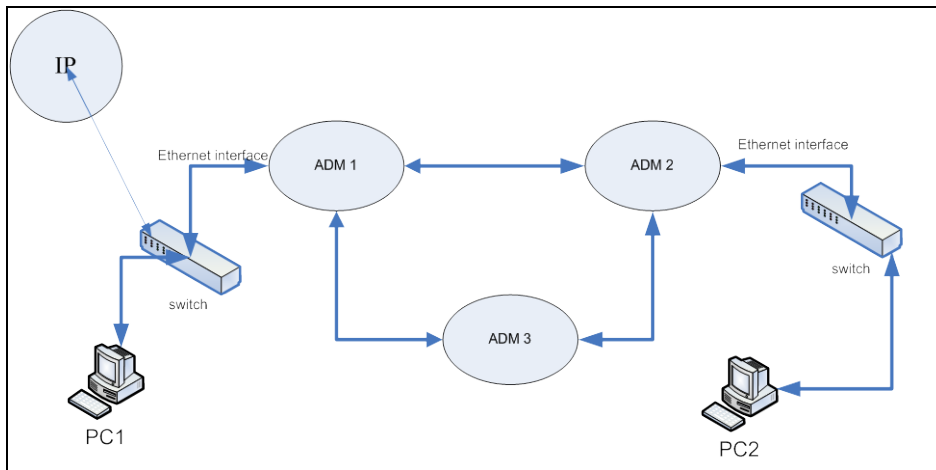 IP
Ethernet interface
ADM 1
ADM 2
Ethernet interface
switch
switch
ADM 3
PC1
PC2